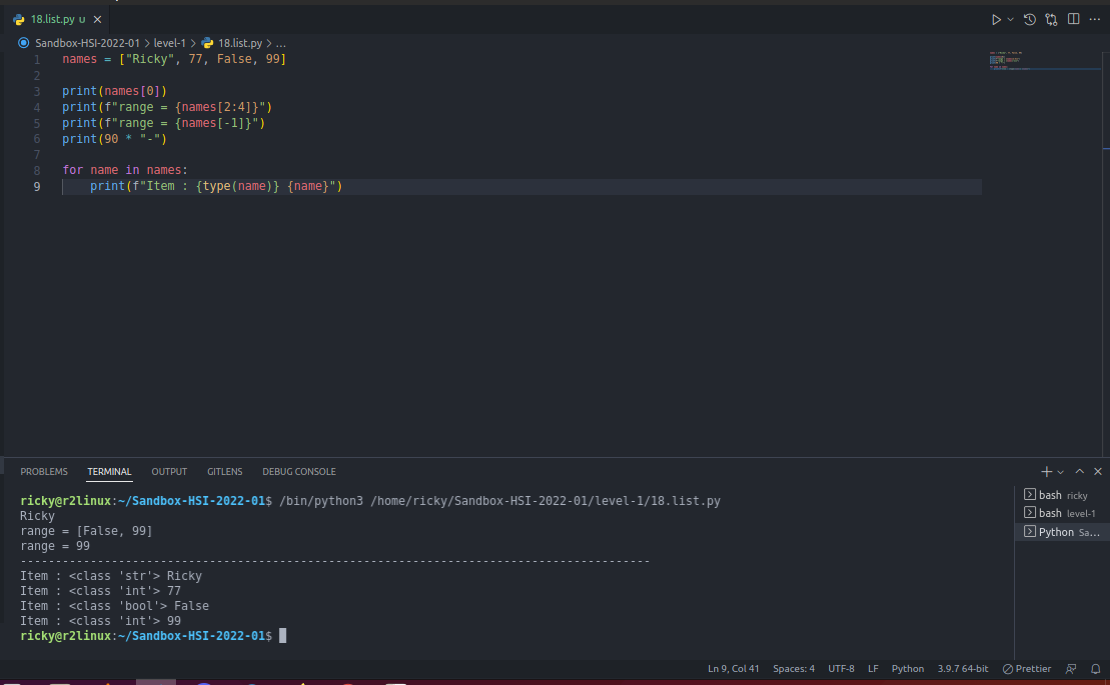 18.list.py U
Sandbox-HSI-2022-01 > level-1 > 18.list.py > ...
1 names = ["Ricky", 77, False, 99]
2
3 print(names[0])
4 print(f"range = {names[2:4]}")
5 print(f"range = {names[-1]}")
6 print(90 * "-")
7
8 for name in names:
9 print(f"Item : {type(name)} {name}")
PROBLEMS TERMINAL OUTPUT GITLENS DEBUG CONSOLE
ricky@r2linux:~/Sandbox-HSI-2022-01$ /bin/python3 /home/ricky/Sandbox-HSI-2022-01/level-1/18.list.py
Ricky
range = [False, 99]
range = 99
------------------------------------------------------------------------------------------
Item : <class 'str'> Ricky
Item : <class 'int'> 77
Item : <class 'bool'> False
Item : <class 'int'> 99
ricky@r2linux:~/Sandbox-HSI-2022-01$
bash ricky
bash level-1
Python Sa...
Ln 9, Col 41 Spaces: 4 UTF-8 LF Python 3.9.7 64-bit Prettier